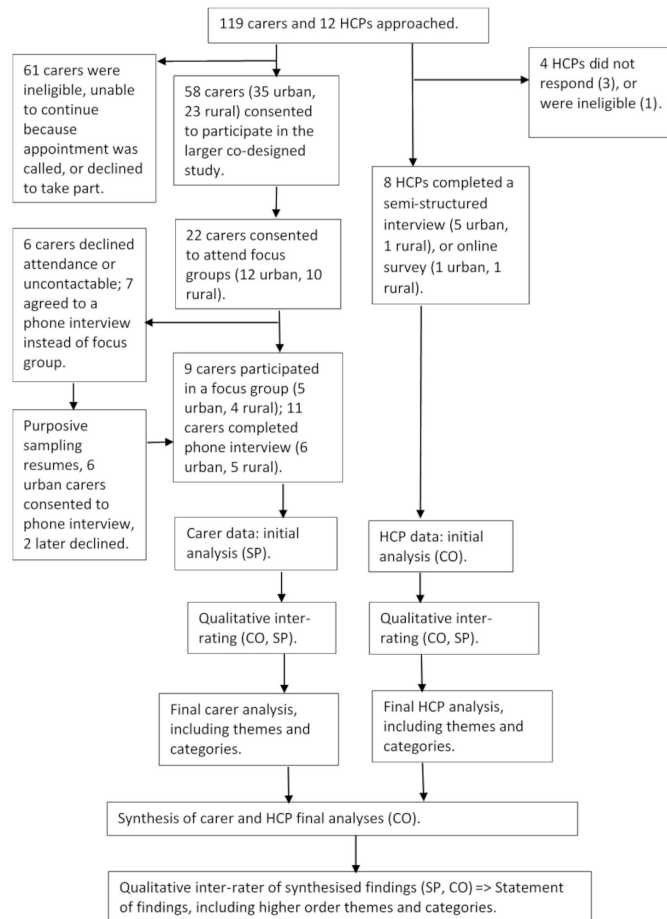 119 carers and 12 HCPs approached.
61 carers were
ineligible, unable
to continue
because
appointment was
called, or declined
to take part.
58 carers (35 urban,
23 rural) consented
to participate in the
larger co-designed
study.
4 HCPs did not
respond (3), or
were ineligible (1).
8 HCPs completed a
semi-structured
interview (5 urban,
1 rural), or online
survey (1 urban, 1
rural).
22 carers consented
to attend focus
groups (12 urban, 10
rural).
6 carers declined
attendance or
uncontactable; 7
agreed to a
phone interview
instead of focus
group.
9 carers participated
in a focus group (5
urban, 4 rural); 11
carers completed
phone interview (6
urban, 5 rural).
Purposive
sampling
resumes, 6
urban carers
consented to
phone interview,
2 later declined.
Carer data: initial
analysis (SP).
HCP data: initial
analysis (CO).
Qualitative inter-
rating (CO, SP).
Qualitative inter-
rating (CO, SP).
Final carer analysis,
including themes and
categories.
Final HCP analysis,
including themes and
categories.
Synthesis of carer and HCP final analyses (CO).
Qualitative inter-rater of synthesised findings (SP, CO) => Statement
of findings, including higher order themes and categories.